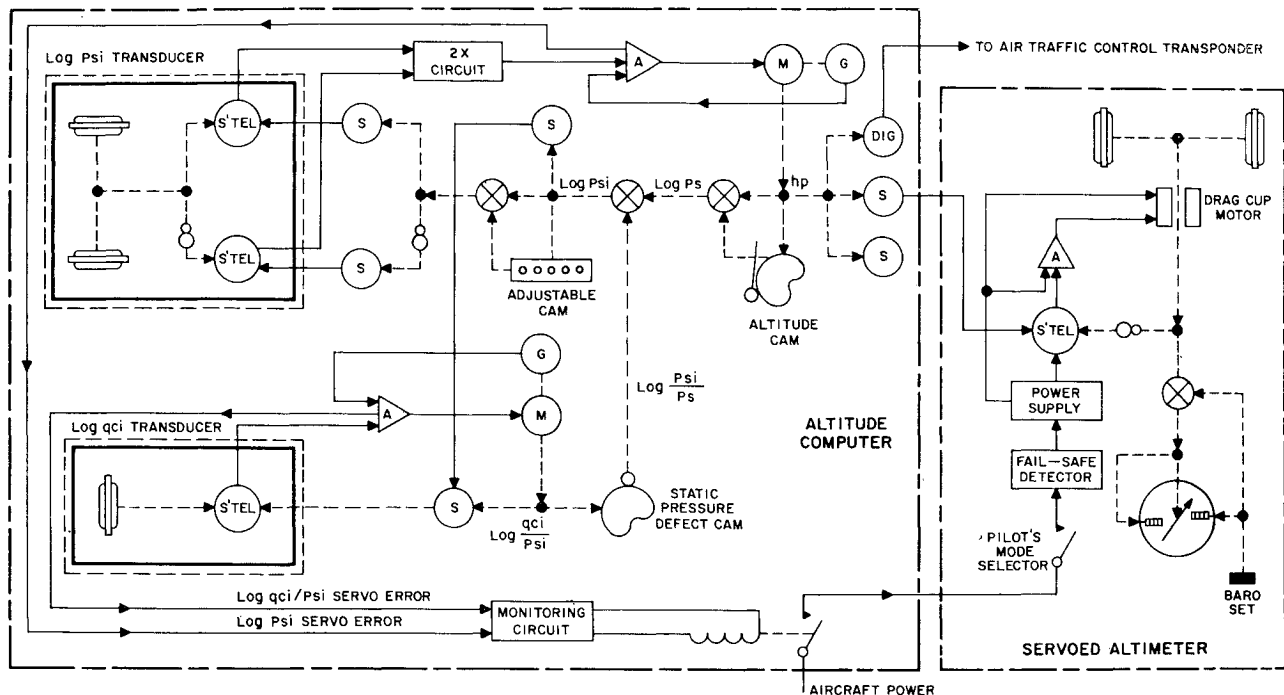 Log Psi TRANSDUCER
S'TEL
S'TEL
S
S
2X
CIRCUIT
A
M
G
S
Log Psi
Log Ps
hp
DIG
S
S
ADJUSTABLE
CAM
ALTITUDE
CAM
TO AIR TRAFFIC CONTROL TRANSPONDER
DRAG CUP
MOTOR
A
S'TEL
POWER
SUPPLY
FAIL-SAFE
DETECTOR
PILOT'S
MODE
SELECTOR
BARO
SET
SERVOED ALTIMETER
ALTITUDE
COMPUTER
G
M
A
Log Psi
Ps
Log qci TRANSDUCER
S'TEL
S
Log qci
Psi
STATIC
PRESSURE
DEFECT CAM
Log qci/Psi SERVO ERROR
Log Psi SERVO ERROR
MONITORING
CIRCUIT
AIRCRAFT POWER